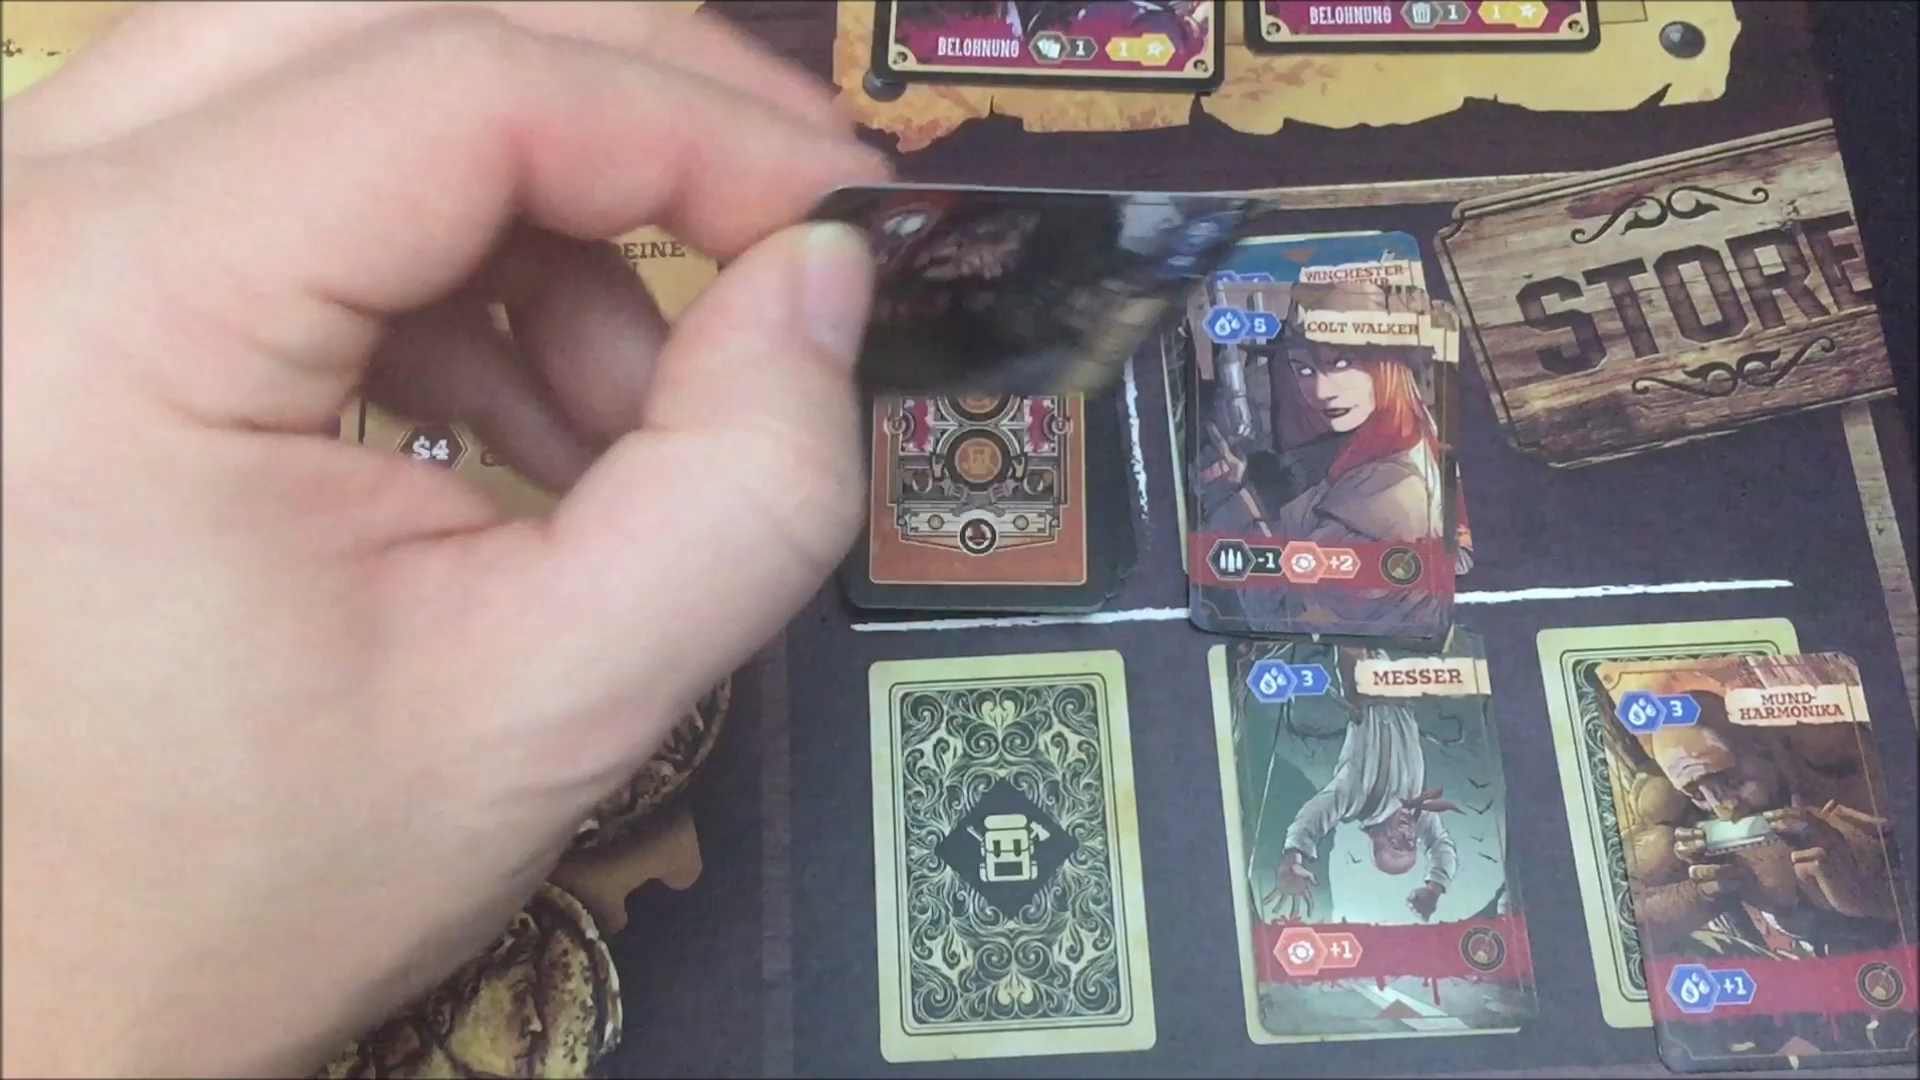 BELOHNUNG 1 1
BELOHNUNG 1 1
EINE
$4
WINCHESTER
5 COLT WALKER
-1 +2
STORE
3 MESSER
+1
3 MUND-
HARMONIKA
+1